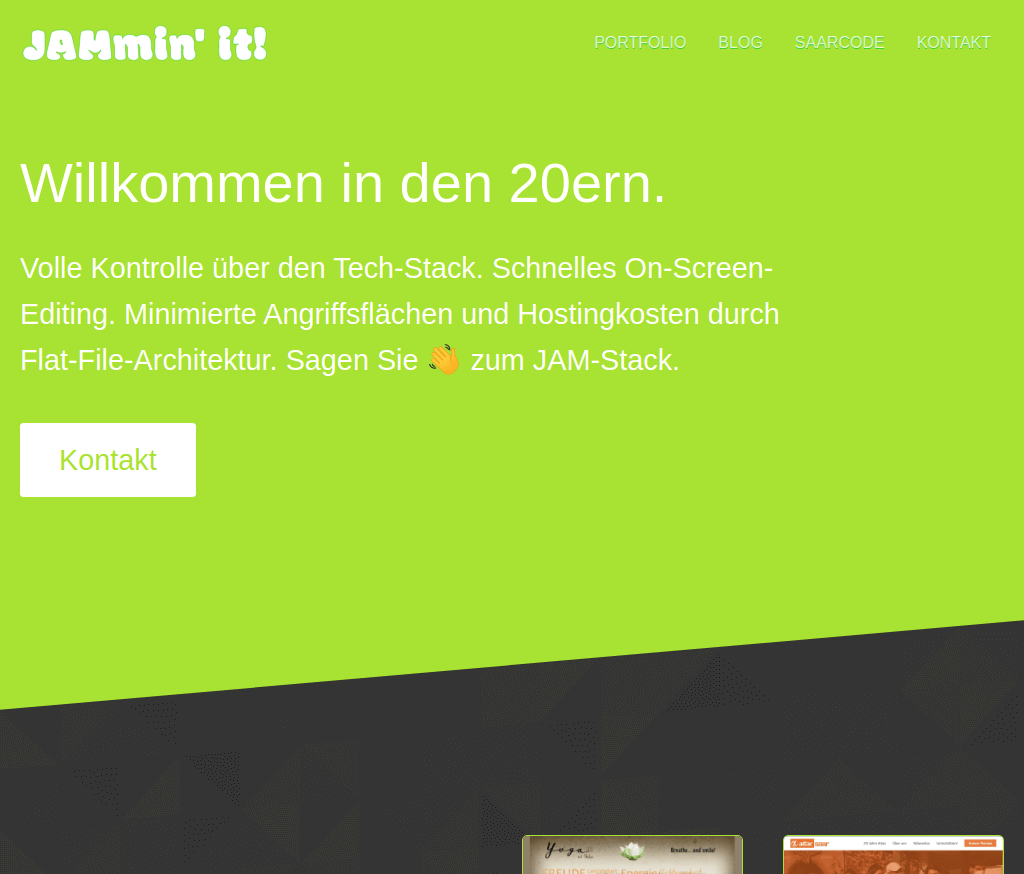 JAMmin' it!
PORTFOLIO BLOG SAARCODE KONTAKT
Willkommen in den 20ern.
Volle Kontrolle über den Tech-Stack. Schnelles On-Screen-
Editing. Minimierte Angriffsflächen und Hostingkosten durch
Flat-File-Architektur. Sagen Sie 👋 zum JAM-Stack.
Kontakt
Yoga
Breathe...and smile!